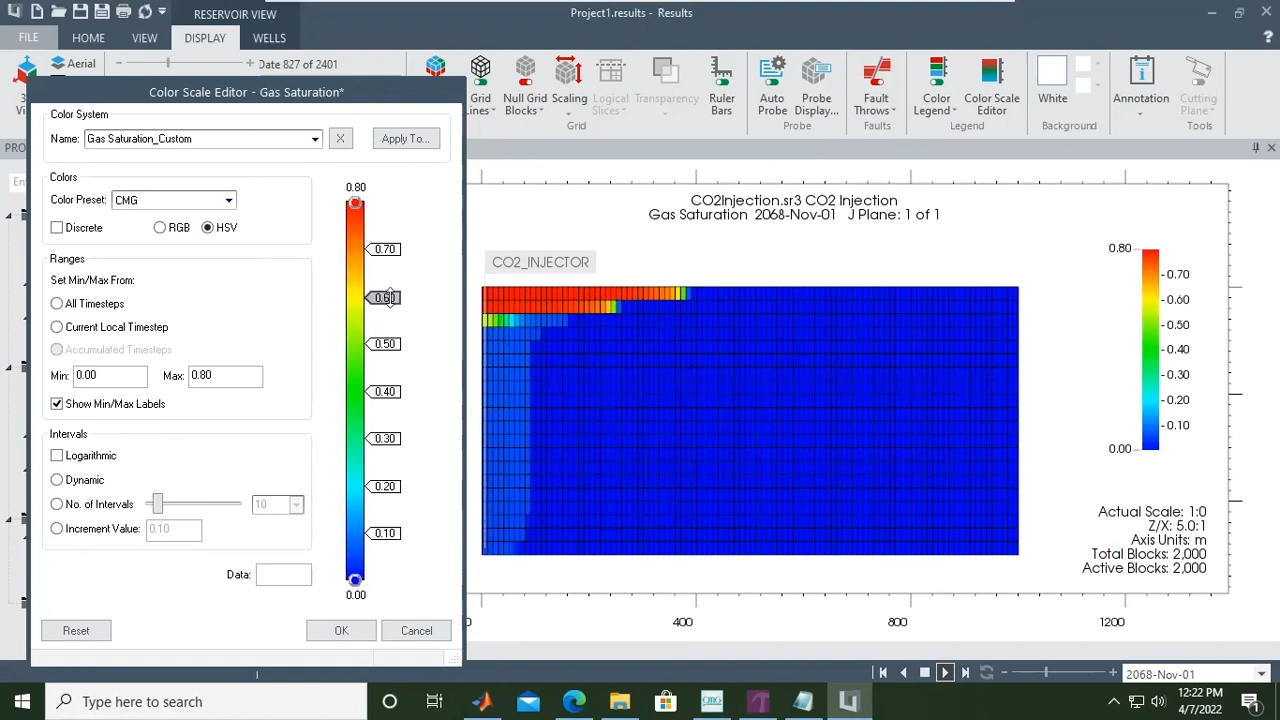 RESERVOIR VIEW
Project1.results - Results
FILE
HOME
VIEW
DISPLAY
WELLS
Aerial
Date 827 of 2401
Grid Lines
Null Grid Blocks
Scaling
Logical Slices
Transparency
Ruler Bars
Grid
Auto Probe
Probe Display...
Probe
Fault Throws
Faults
Color Legend
Color Scale Editor
Legend
White
Background
Annotation
Cutting Plane
Tools
Color Scale Editor - Gas Saturation*
Color System
Name: Gas Saturation_Custom
X
Apply To...
Colors
Color Preset: CMG
Discrete
RGB
HSV
Ranges
Set Min/Max From:
All Timesteps
Current Local Timestep
Accumulated Timesteps
Min: 0.00
Max: 0.80
Show Min/Max Labels
Intervals
Logarithmic
Dynamic
No. of Intervals
10
Increment Value: 0.10
Data:
Reset
OK
Cancel
0.80
0.70
0.60
0.50
0.40
0.30
0.20
0.10
0.00
CO2Injection.sr3 CO2 Injection
Gas Saturation 2068-Nov-01 J Plane: 1 of 1
CO2_INJECTOR
0.80
0.70
0.60
0.50
0.40
0.30
0.20
0.10
0.00
Actual Scale: 1:0
Z/X: 5.0:1
Axis Units: m
Total Blocks: 2,000
Active Blocks: 2,000
400
800
1200
2068-Nov-01
Type here to search
12:22 PM
4/7/2022